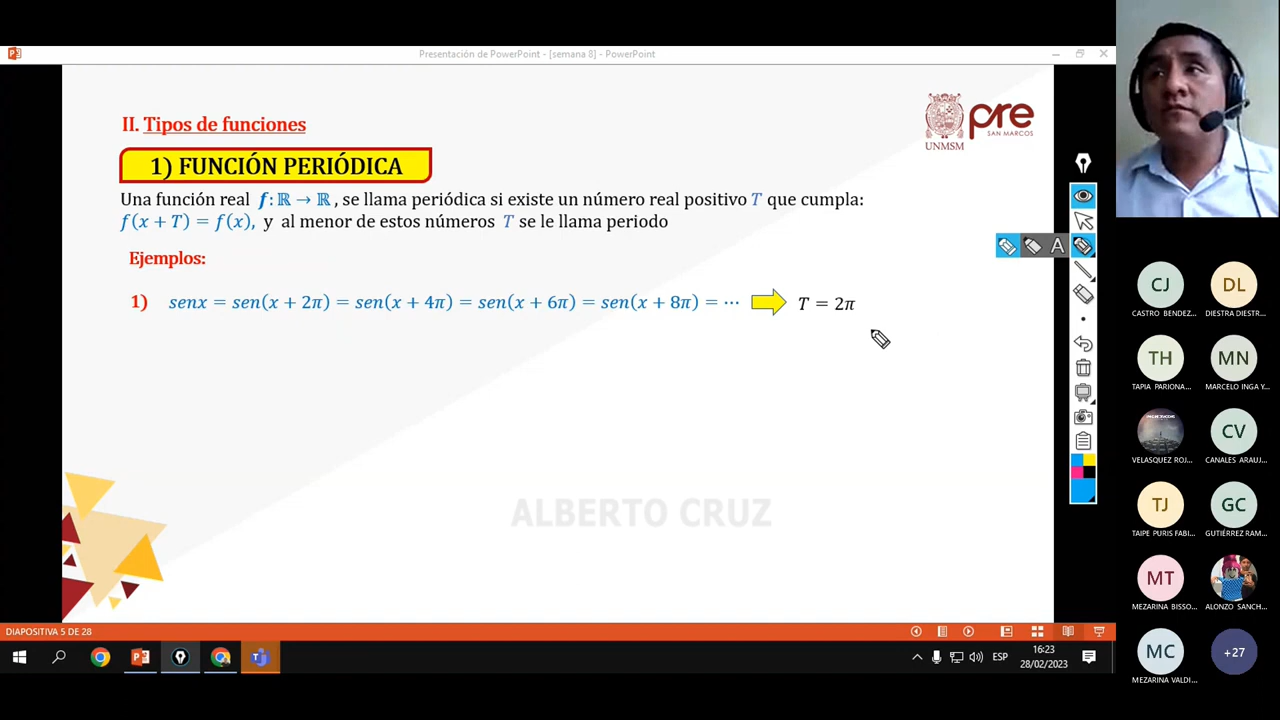 Presentación de PowerPoint - [semana 8] - PowerPoint
II. Tipos de funciones
pre
SAN MARCOS
UNMSM
1) FUNCIÓN PERIÓDICA
Una función real f: ℝ → ℝ , se llama periódica si existe un número real positivo T que cumpla:
f(x + T) = f(x), y al menor de estos números T se le llama periodo
Ejemplos:
1) senx = sen(x + 2π) = sen(x + 4π) = sen(x + 6π) = sen(x + 8π) = ⋯ T = 2π
A
ALBERTO CRUZ
CJ DL
CASTRO BENDEZ... DIESTRA DIESTR...
TH MN
TAPIA PARIONA... MARCELO INGA Y...
CV
VELASQUEZ ROJ... CANALES ARAUJ...
TJ GC
TAIPE PURIS FABI... GUTIÉRREZ RAM...
MT
MEZARINA BISSO... ALONZO SANCH...
MC +27
MEZARINA VALDI...
DIAPOSITIVA 5 DE 28
ESP
16:23
28/02/2023